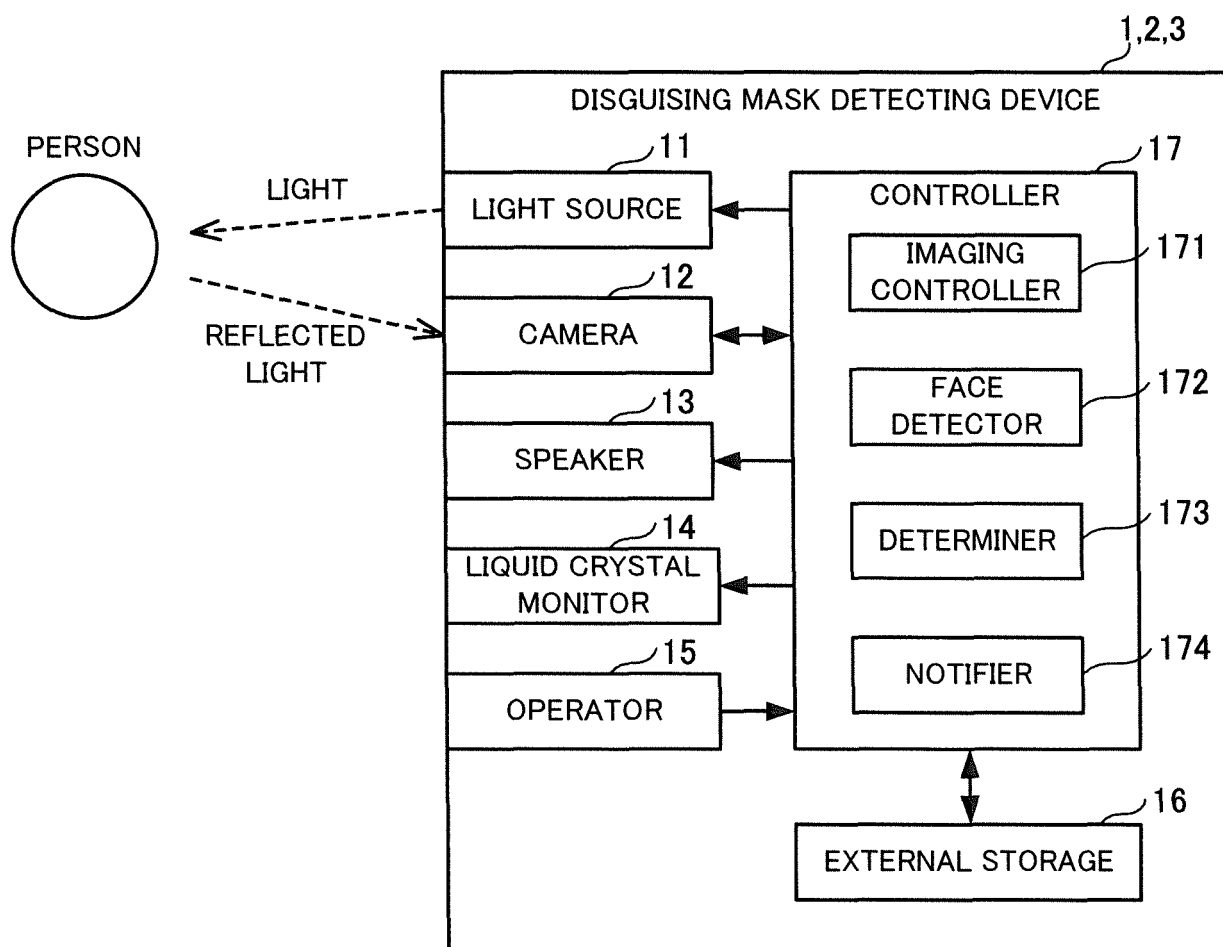 1,2,3
DISGUISING MASK DETECTING DEVICE
PERSON
LIGHT
REFLECTED
LIGHT
11
LIGHT SOURCE
12
CAMERA
13
SPEAKER
14
LIQUID CRYSTAL
MONITOR
15
OPERATOR
17
CONTROLLER
IMAGING
CONTROLLER
171
FACE
DETECTOR
172
DETERMINER
173
NOTIFIER
174
16
EXTERNAL STORAGE